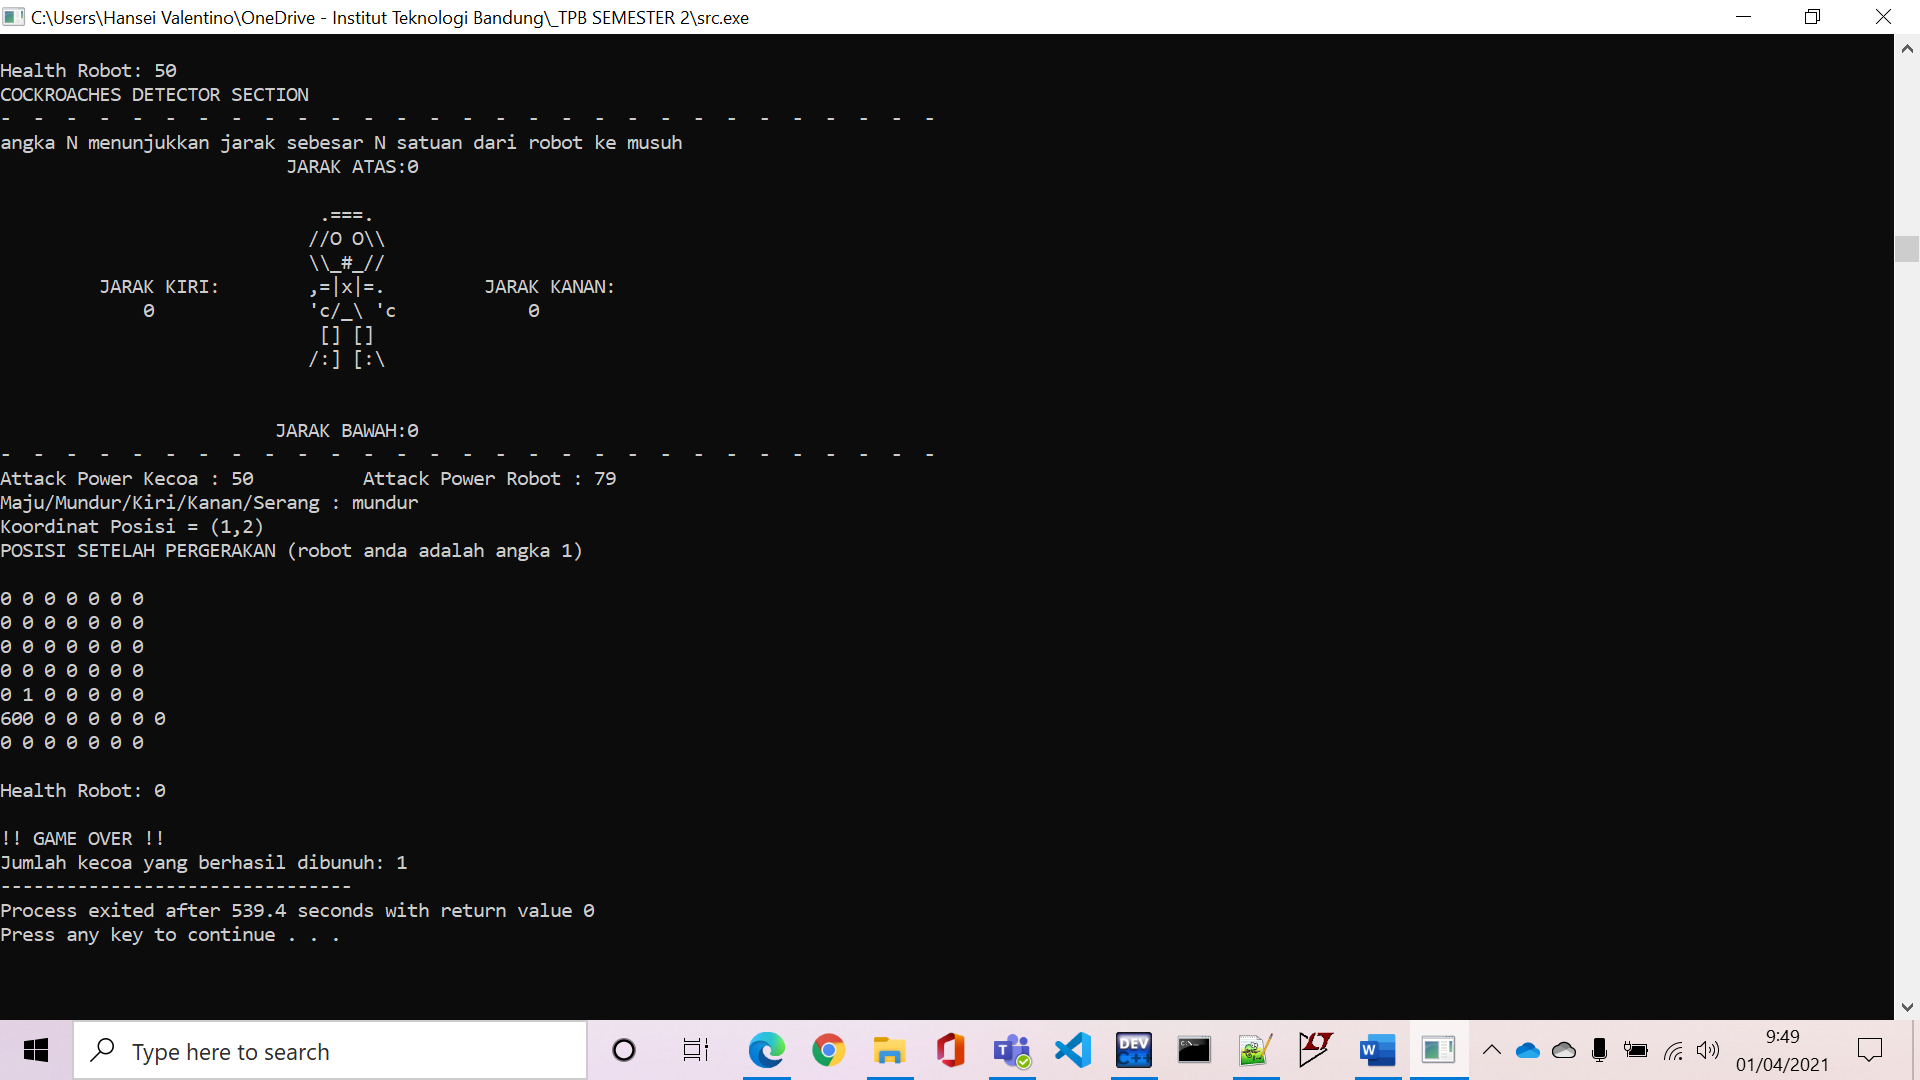 C:\Users\Hansei Valentino\OneDrive - Institut Teknologi Bandung\_TPB SEMESTER 2\src.exe
Health Robot: 50
COCKROACHES DETECTOR SECTION
- - - - - - - - - - - - - - - - - - - - - - - - - - - - -
angka N menunjukkan jarak sebesar N satuan dari robot ke musuh
JARAK ATAS:0
.===.
//O O\\
\\_#_//
JARAK KIRI: ,=|x|=. JARAK KANAN:
0 'c/_\ 'c 0
[] []
/:] [:\
JARAK BAWAH:0
- - - - - - - - - - - - - - - - - - - - - - - - - - - - -
Attack Power Kecoa : 50 Attack Power Robot : 79
Maju/Mundur/Kiri/Kanan/Serang : mundur
Koordinat Posisi = (1,2)
POSISI SETELAH PERGERAKAN (robot anda adalah angka 1)
0 0 0 0 0 0 0
0 0 0 0 0 0 0
0 0 0 0 0 0 0
0 0 0 0 0 0 0
0 1 0 0 0 0 0
600 0 0 0 0 0 0
0 0 0 0 0 0 0
Health Robot: 0
!! GAME OVER !!
Jumlah kecoa yang berhasil dibunuh: 1
--------------------------------
Process exited after 539.4 seconds with return value 0
Press any key to continue . . .
Type here to search
DEV C++
W
9:49
01/04/2021